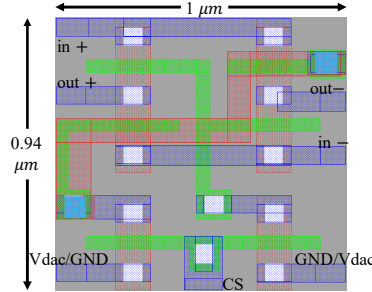 1 μm
in +
out +
out−
0.94
μm
in −
Vdac/GND
GND/Vdac
CS